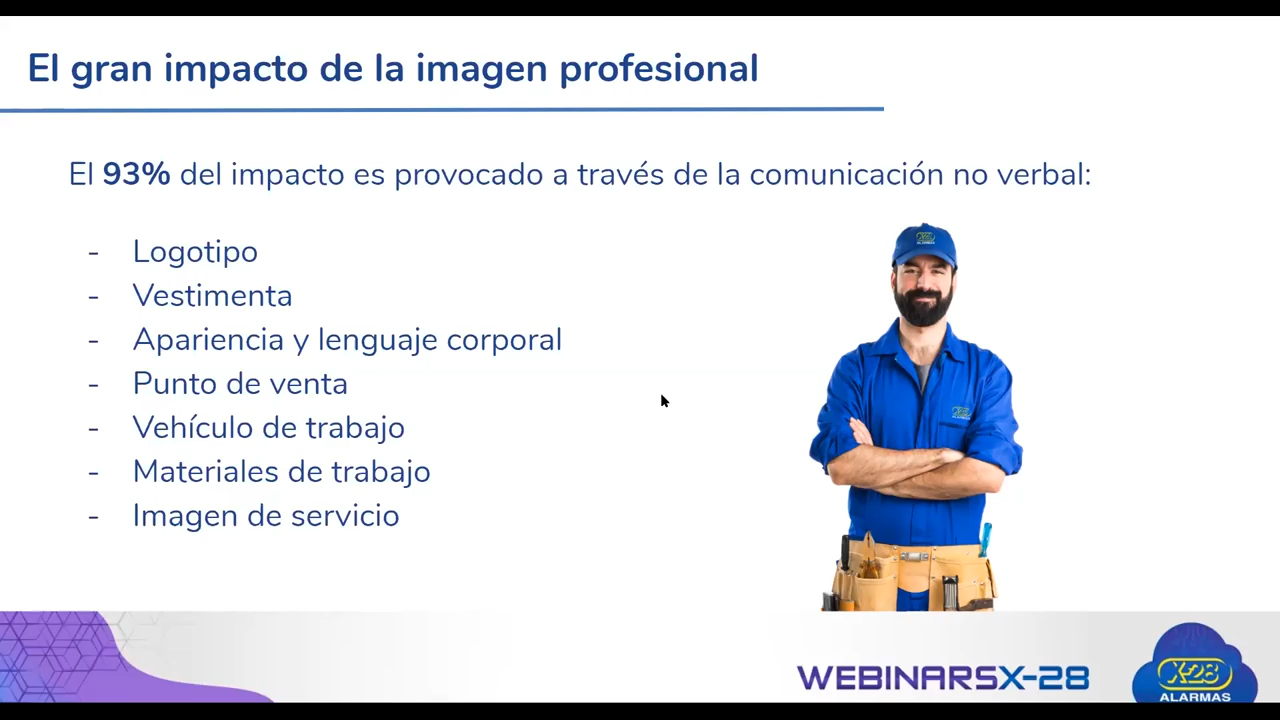 El gran impacto de la imagen profesional
El 93% del impacto es provocado a través de la comunicación no verbal:
- Logotipo
- Vestimenta
- Apariencia y lenguaje corporal
- Punto de venta
- Vehículo de trabajo
- Materiales de trabajo
- Imagen de servicio
WEBINARSX-28
X-28
ALARMAS